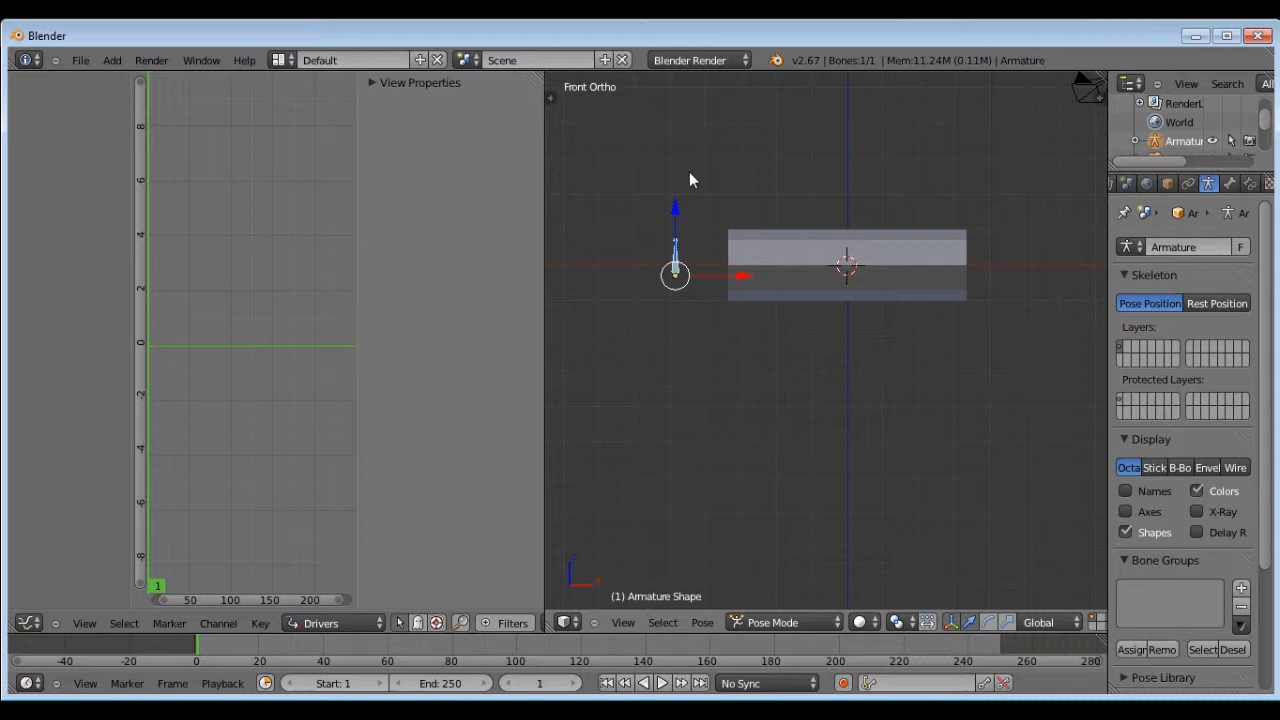 Blender
File Add Render Window Help Default Scene Blender Render v2.67 | Bones:1/1 | Mem:11.24M (0.11M) | Armature
View Properties
Front Ortho
View Search All
RenderL
World
Armatur
8
6
4
2
0
-2
-4
-6
-8
Ar Ar
Armature F
Skeleton
Pose Position Rest Position
Layers:
Protected Layers:
Display
Octa Stick B-Bo Envel Wire
Names Colors
Axes X-Ray
Shapes Delay R
Bone Groups
Assign Remo Select Desel
Pose Library
1
50 100 150 200
(1) Armature Shape
View Select Marker Channel Key Drivers Filters
View Select Pose Pose Mode Global
-40 -20 0 20 40 60 80 100 120 140 160 180 200 220 240 260 280
View Marker Frame Playback Start: 1 End: 250 1 No Sync